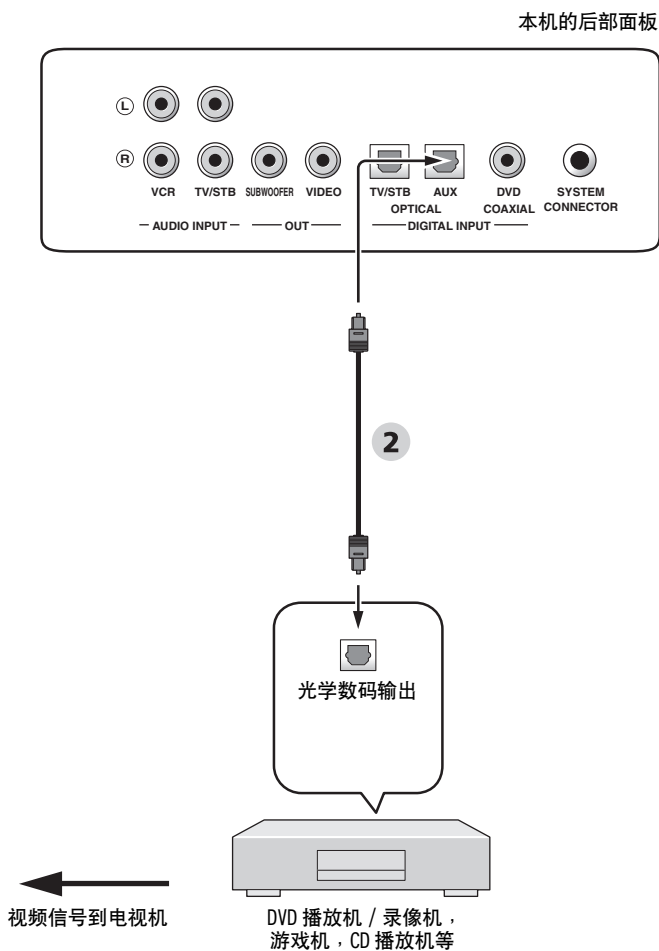 本机的后部面板
L
R
VCR TV/STB SUBWOOFER VIDEO TV/STB AUX DVD SYSTEM
OPTICAL COAXIAL CONNECTOR
AUDIO INPUT OUT DIGITAL INPUT
2
光学数码输出
视频信号到电视机
DVD 播放机 / 录像机，
游戏机，CD 播放机等